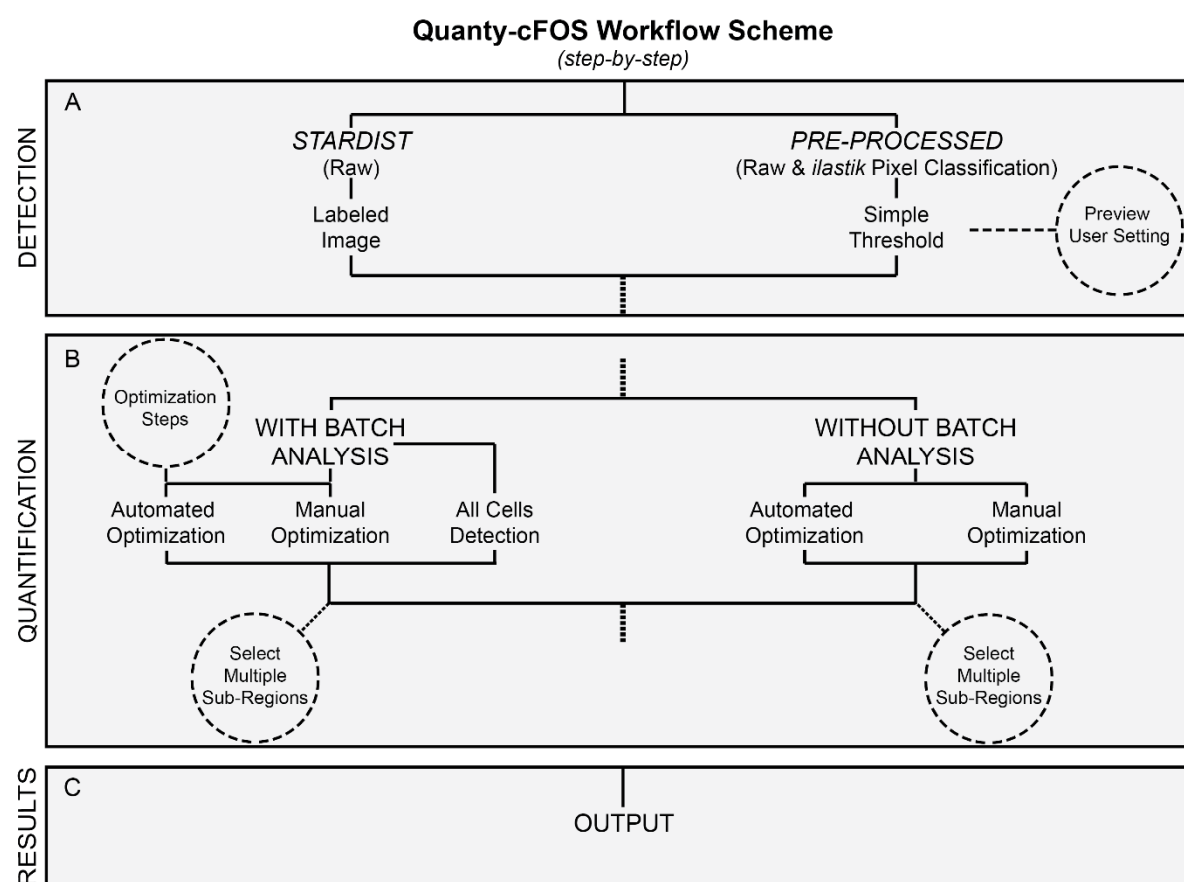 Quanty-cFOS Workflow Scheme
(step-by-step)
DETECTION
A
STARDIST
(Raw)
Labeled
Image
PRE-PROCESSED
(Raw & ilastik Pixel Classification)
Simple
Threshold
Preview
User Setting
QUANTIFICATION
B
Optimization
Steps
WITH BATCH
ANALYSIS
Automated
Optimization
Manual
Optimization
All Cells
Detection
WITHOUT BATCH
ANALYSIS
Automated
Optimization
Manual
Optimization
Select
Multiple
Sub-Regions
Select
Multiple
Sub-Regions
RESULTS
C
OUTPUT